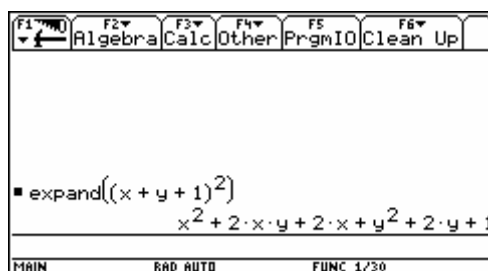 F1 F2 F3 F4 F5 F6
Algebra Calc Other PrgmIO Clean Up
expand((x + y + 1)²)
x² + 2·x·y + 2·x + y² + 2·y + 1
MAIN RAD AUTO FUNC 1/30